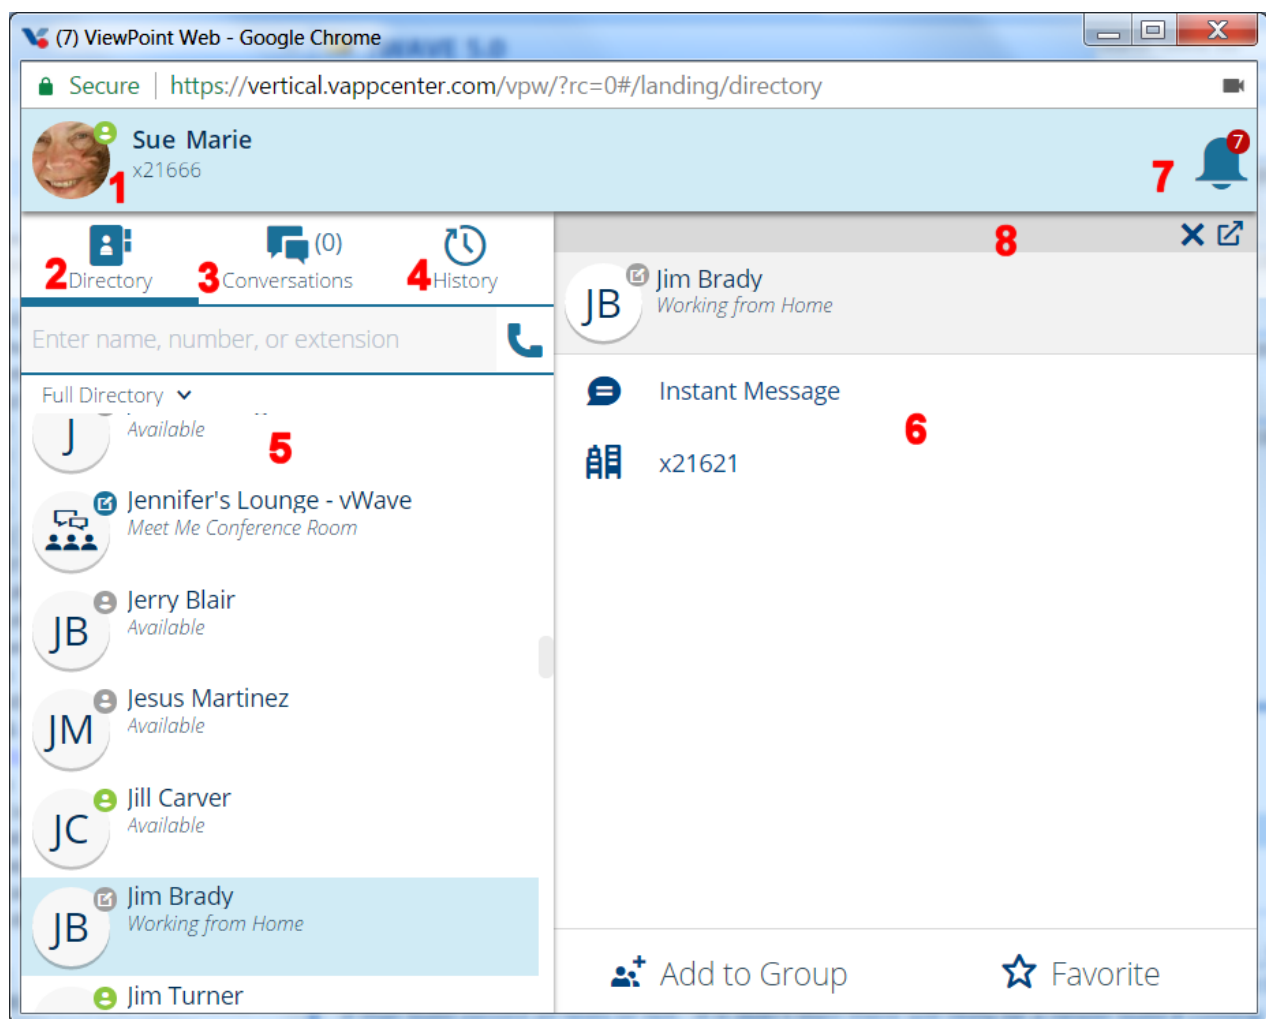 (7) ViewPoint Web - Google Chrome
WAVE 5.0
Secure | https://vertical.vappcenter.com/vpw/?rc=0#/landing/directory
Sue Marie
x21666
1
7
7
2 Directory
3 (0) Conversations
4 History
8
Jim Brady
JB
Working from Home
Enter name, number, or extension
Full Directory
J
Available
5
Instant Message
6
x21621
Jennifer's Lounge - vWave
Meet Me Conference Room
Jerry Blair
JB
Available
Jesus Martinez
JM
Available
Jill Carver
JC
Available
Jim Brady
JB
Working from Home
Jim Turner
Add to Group
Favorite